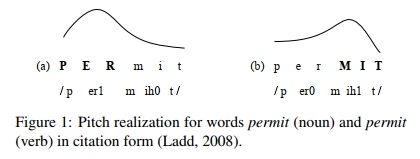 (a) P E R m i t (b) p e r M I T
/p er1 m ih0 t/ /p er0 m ih1 t/
Figure 1: Pitch realization for words permit (noun) and permit
(verb) in citation form (Ladd, 2008).